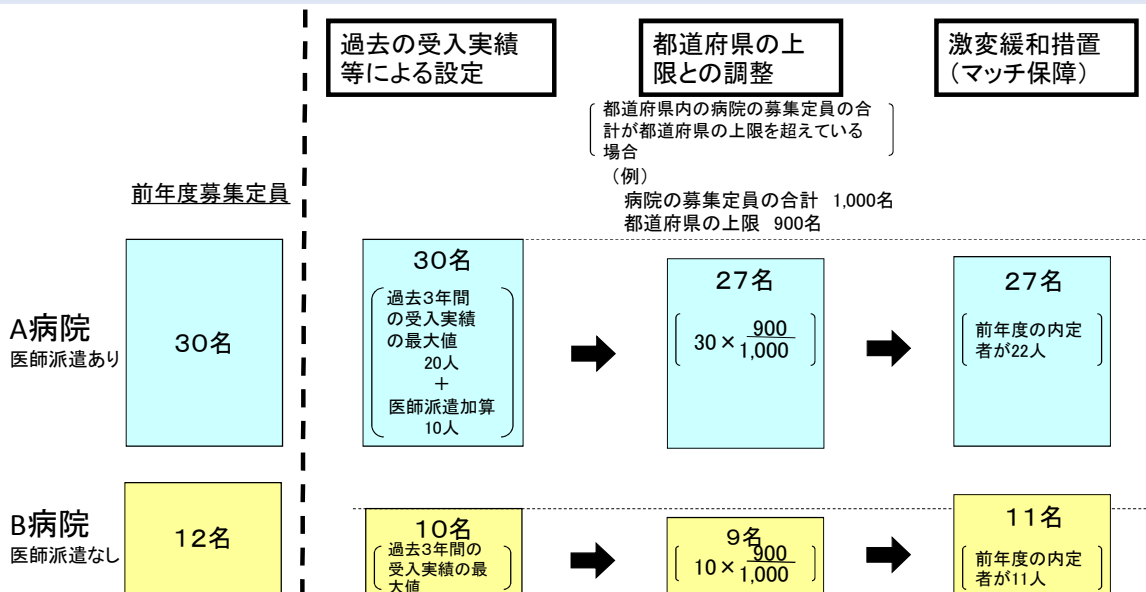 過去の受入実績
等による設定
都道府県の上
限との調整
激変緩和措置
(マッチ保障)
都道府県内の病院の募集定員の合
計が都道府県の上限を超えている
場合
(例)
病院の募集定員の合計 1,000名
都道府県の上限 900名
前年度募集定員
A病院
医師派遣あり
30名
30名
過去3年間
の受入実績
の最大値
20人
+
医師派遣加算
10人
27名
30×900/1,000
27名
前年度の内定
者が22人
B病院
医師派遣なし
12名
10名
過去3年間の
受入実績の最
大値
9名
10×900/1,000
11名
前年度の内定
者が11人